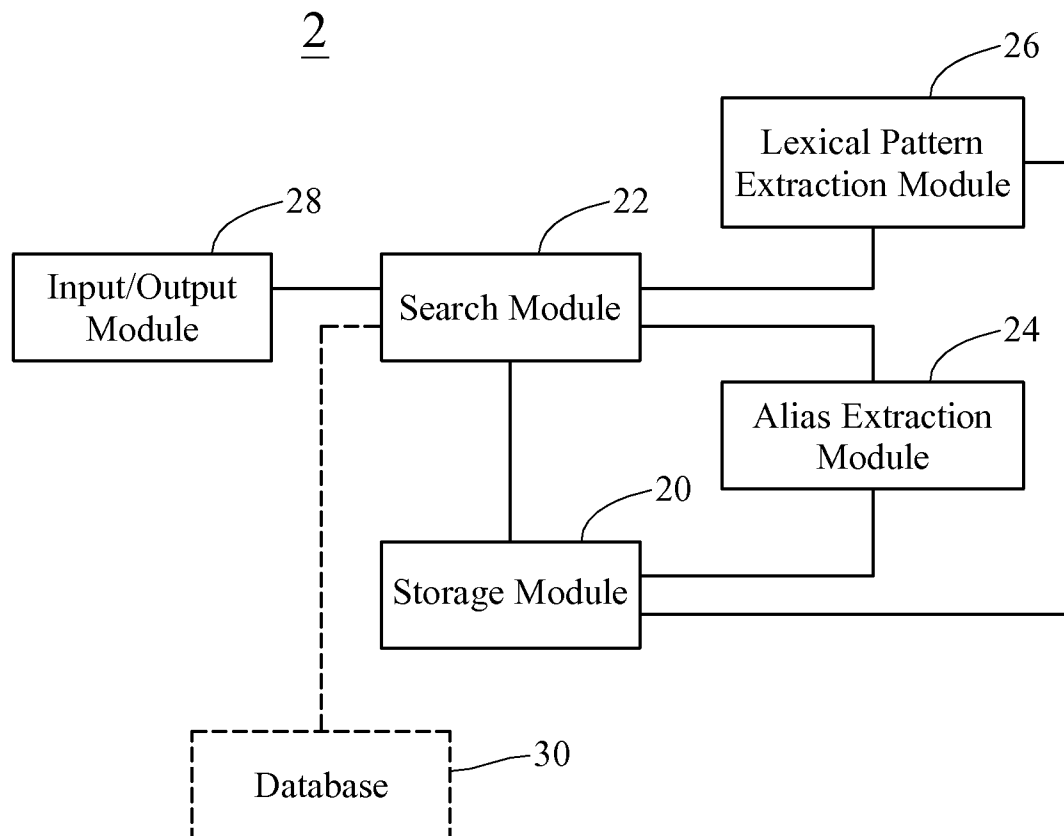 2
26
Lexical Pattern
Extraction Module
28
22
Input/Output
Module
Search Module
24
Alias Extraction
Module
20
Storage Module
30
Database